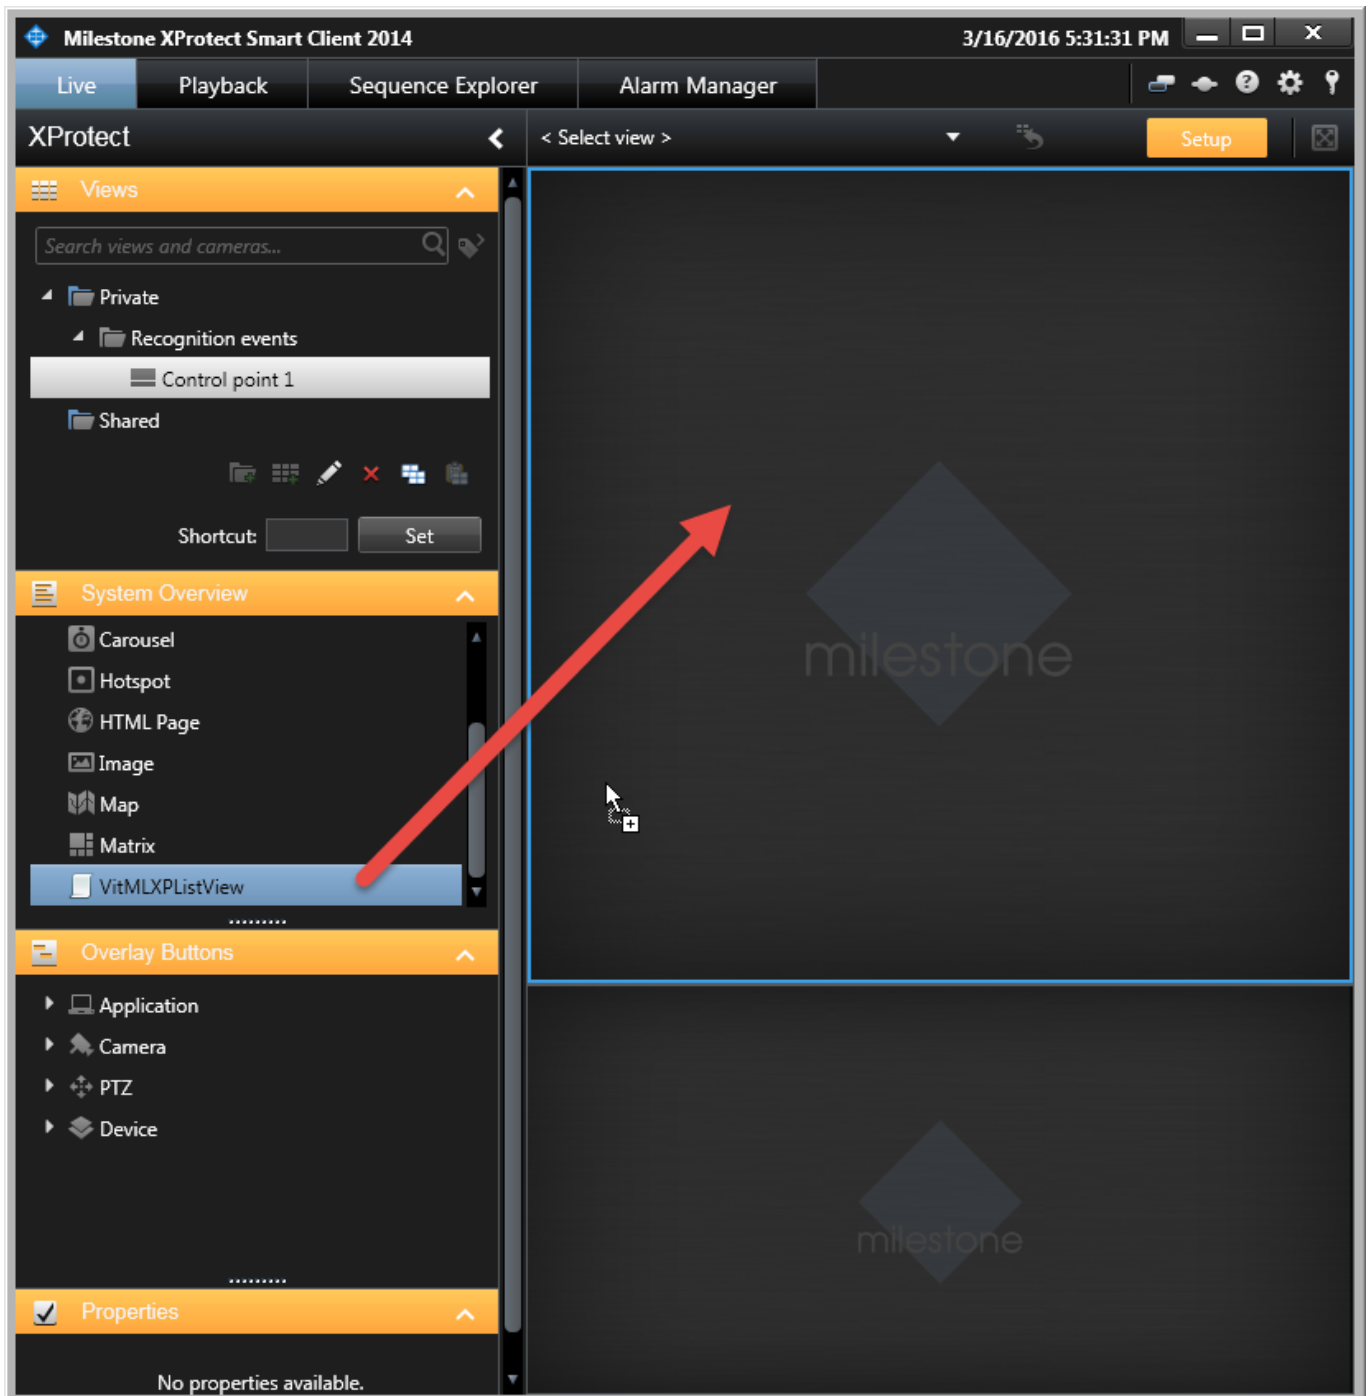 Milestone XProtect Smart Client 2014
3/16/2016 5:31:31 PM
Live
Playback
Sequence Explorer
Alarm Manager
XProtect
< Select view >
Setup
Views
Search views and cameras...
Private
Recognition events
Control point 1
Shared
Shortcut:
Set
System Overview
Carousel
Hotspot
HTML Page
Image
Map
Matrix
VitMLXPListView
Overlay Buttons
Application
Camera
PTZ
Device
Properties
No properties available.
milestone
milestone